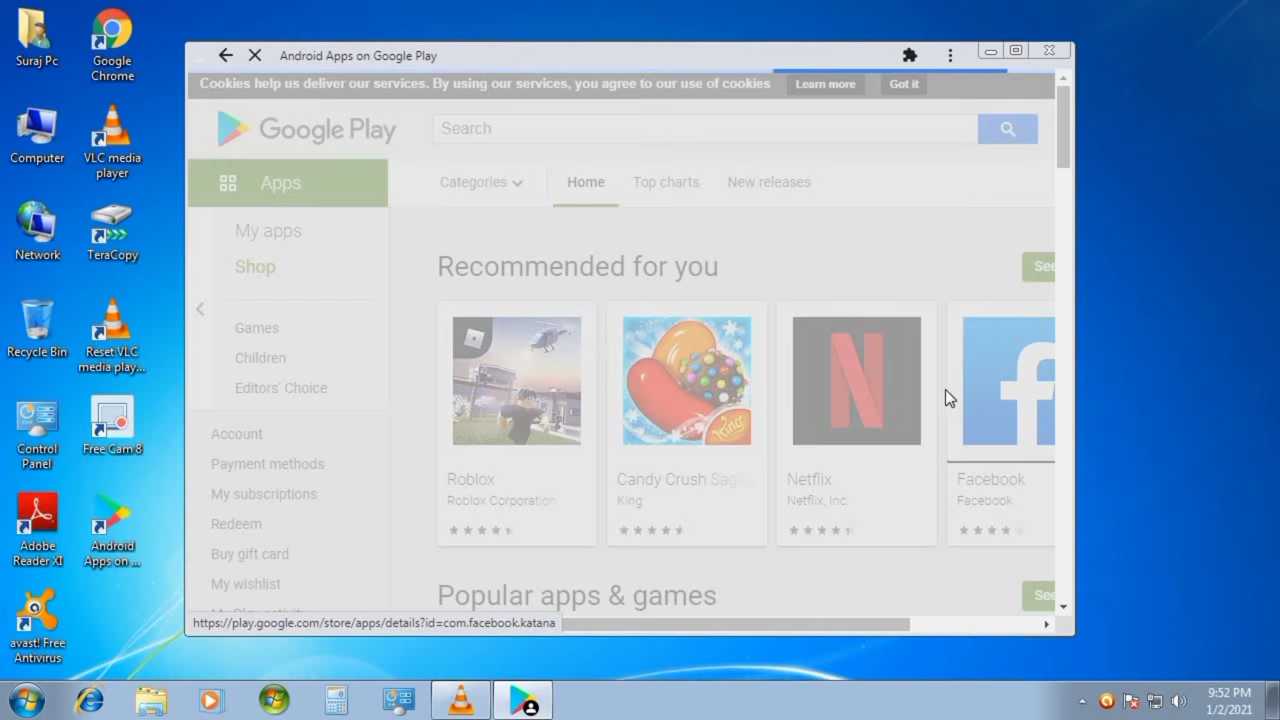 Suraj Pc
Google
Chrome
Computer
VLC media
player
Network
TeraCopy
Recycle Bin
Reset VLC
media play...
Control
Panel
Free Cam 8
Adobe
Reader XI
Android
Apps on ...
avast! Free
Antivirus
Android Apps on Google Play
Cookies help us deliver our services. By using our services, you agree to our use of cookies
Learn more
Got it
Google Play
Search
Apps
Categories
Home
Top charts
New releases
My apps
Shop
Games
Children
Editors' Choice
Account
Payment methods
My subscriptions
Redeem
Buy gift card
My wishlist
Recommended for you
See
Roblox
Roblox Corporation
King
Candy Crush Saga
King
N
Netflix
Netflix, Inc.
f
Facebook
Facebook
Popular apps & games
See
https://play.google.com/store/apps/details?id=com.facebook.katana
9:52 PM
1/2/2021